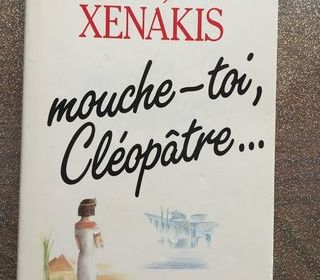 XENAKIS
mouche-toi,
Cléopâtre...